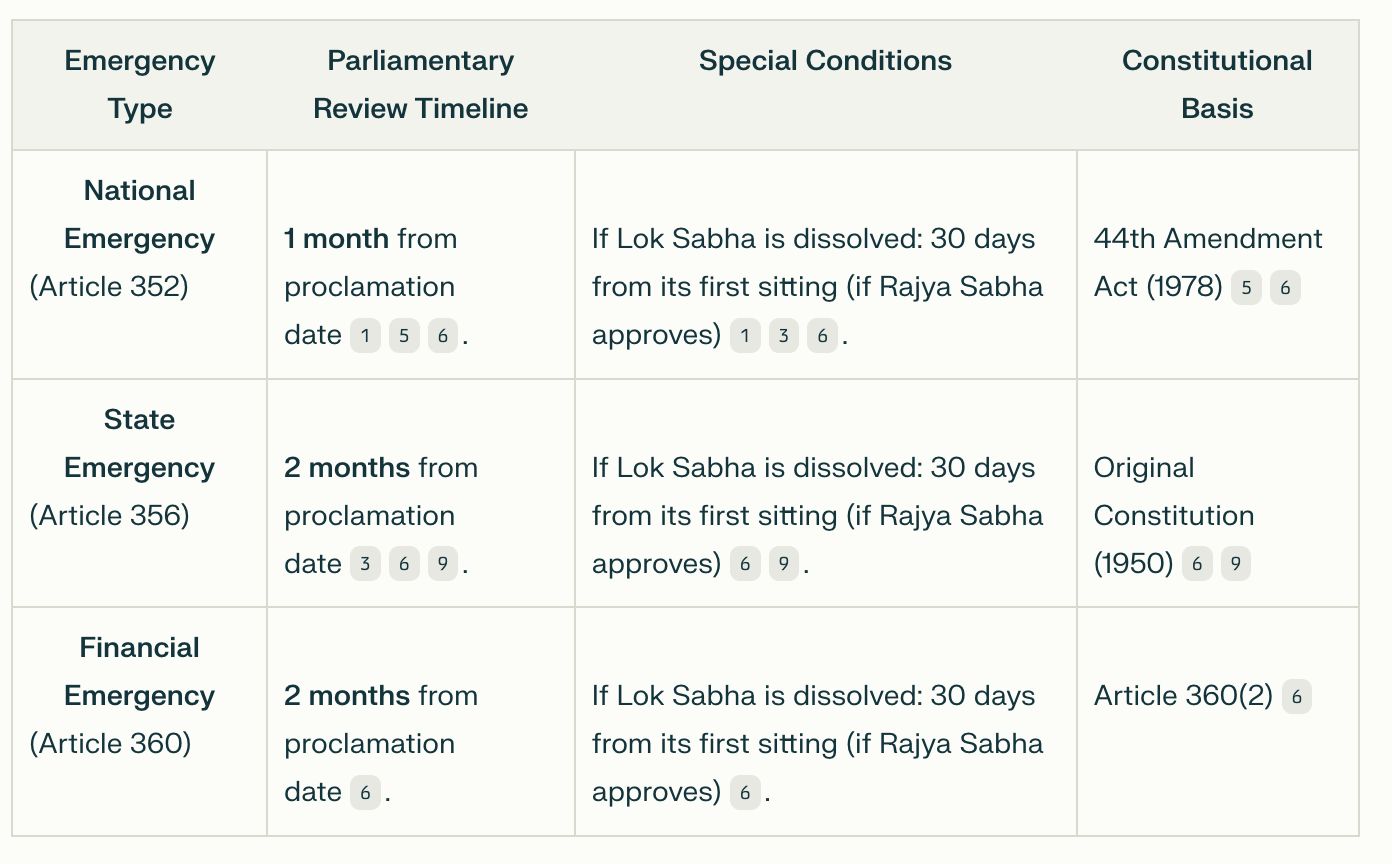 Emergency Type
Parliamentary Review Timeline
Special Conditions
Constitutional Basis
National
Emergency
(Article 352)
1 month from
proclamation
date 1 5 6 .
If Lok Sabha is dissolved: 30 days
from its first sitting (if Rajya Sabha
approves) 1 3 6 .
44th Amendment
Act (1978) 5 6
State
Emergency
(Article 356)
2 months from
proclamation
date 3 6 9 .
If Lok Sabha is dissolved: 30 days
from its first sitting (if Rajya Sabha
approves) 6 9 .
Original
Constitution
(1950) 6 9
Financial
Emergency
(Article 360)
2 months from
proclamation
date 6 .
If Lok Sabha is dissolved: 30 days
from its first sitting (if Rajya Sabha
approves) 6 .
Article 360(2) 6